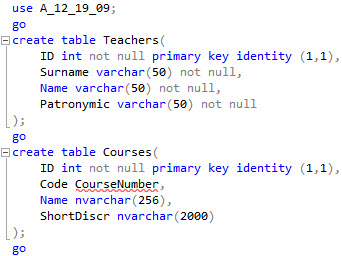 use A_12_19_09;
go
create table Teachers(
ID int not null primary key identity (1,1),
Surname varchar(50) not null,
Name varchar(50) not null,
Patronymic varchar(50) not null
);
go
create table Courses(
ID int not null primary key identity (1,1),
Code CourseNumber,
Name nvarchar(256),
ShortDiscr nvarchar(2000)
);
go